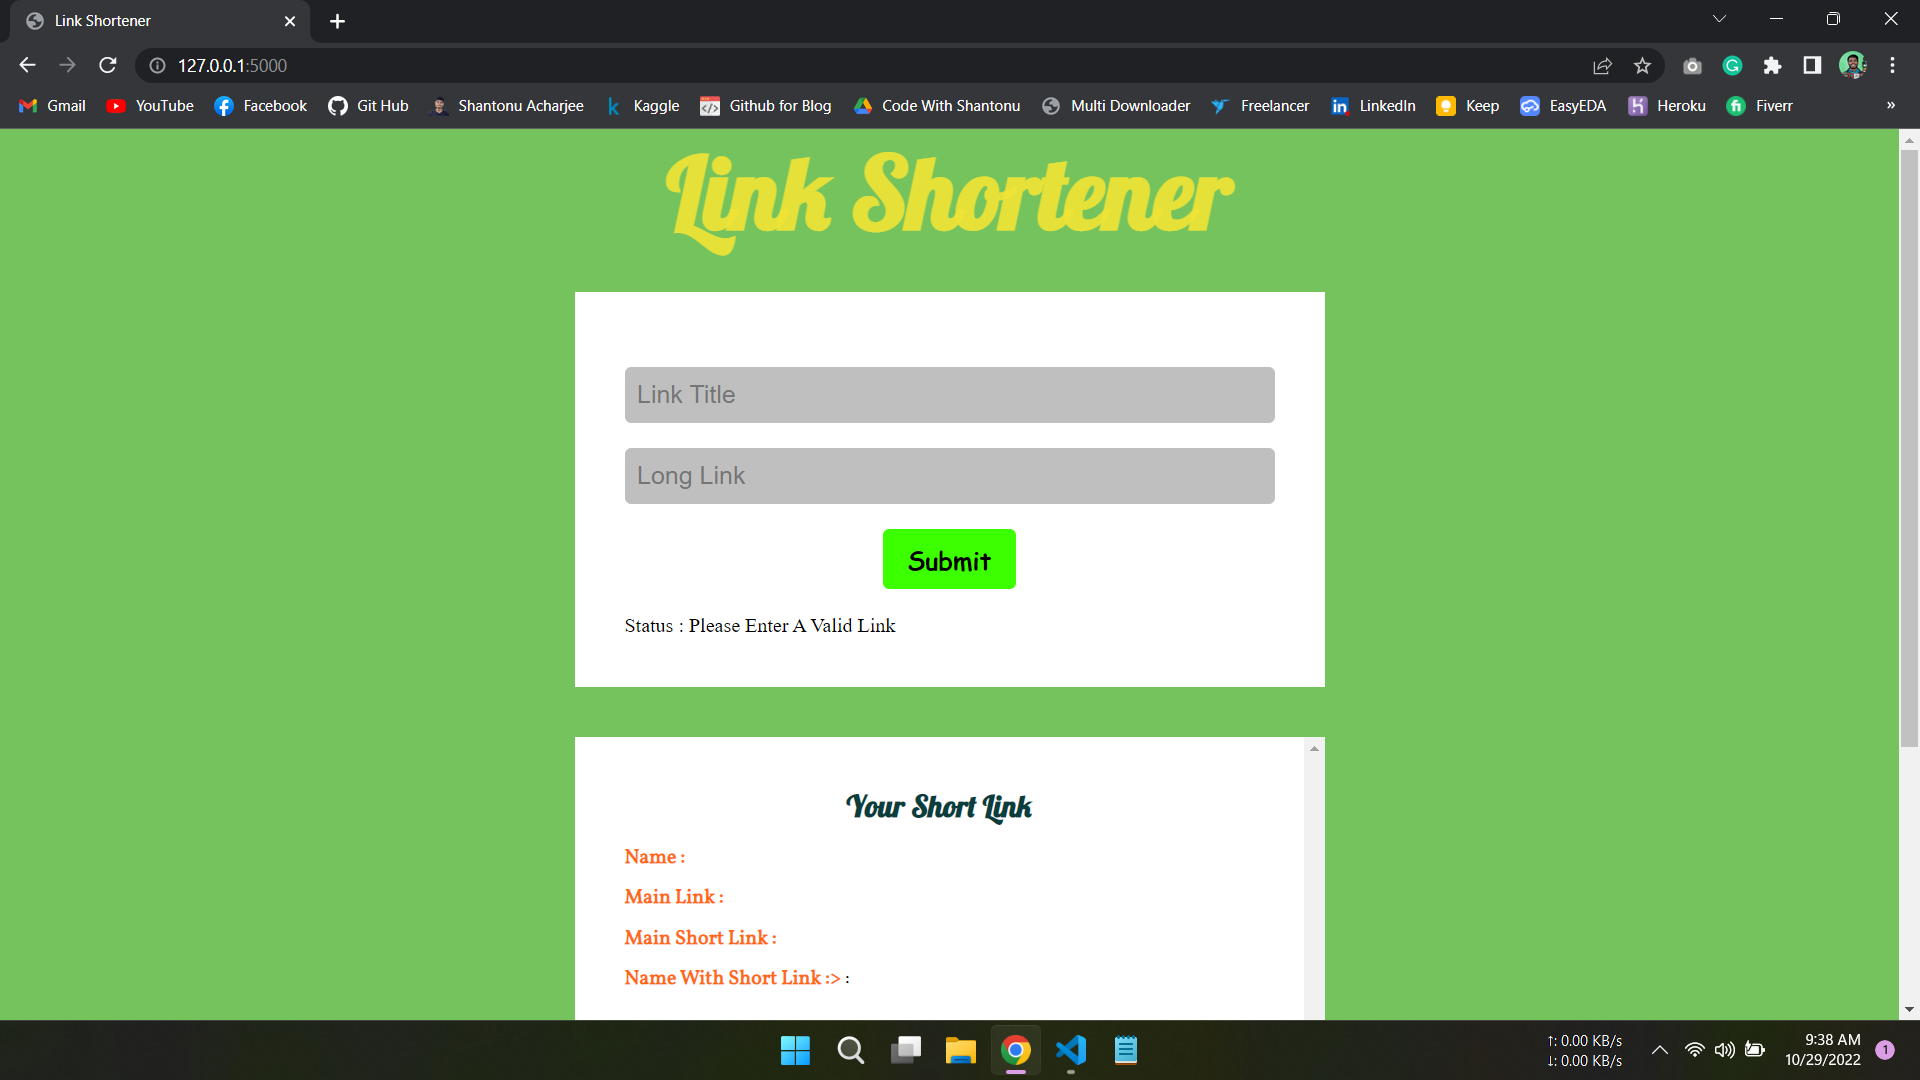 Link Shortener
127.0.0.1:5000
Gmail YouTube Facebook Git Hub Shantonu Acharjee Kaggle Github for Blog Code With Shantonu Multi Downloader Freelancer LinkedIn Keep EasyEDA Heroku Fiverr »
Link Shortener
Link Title
Long Link
Submit
Status : Please Enter A Valid Link
Your Short Link
Name :
Main Link :
Main Short Link :
Name With Short Link :> :
↑: 0.00 KB/s
↓: 0.00 KB/s
9:38 AM
10/29/2022
1